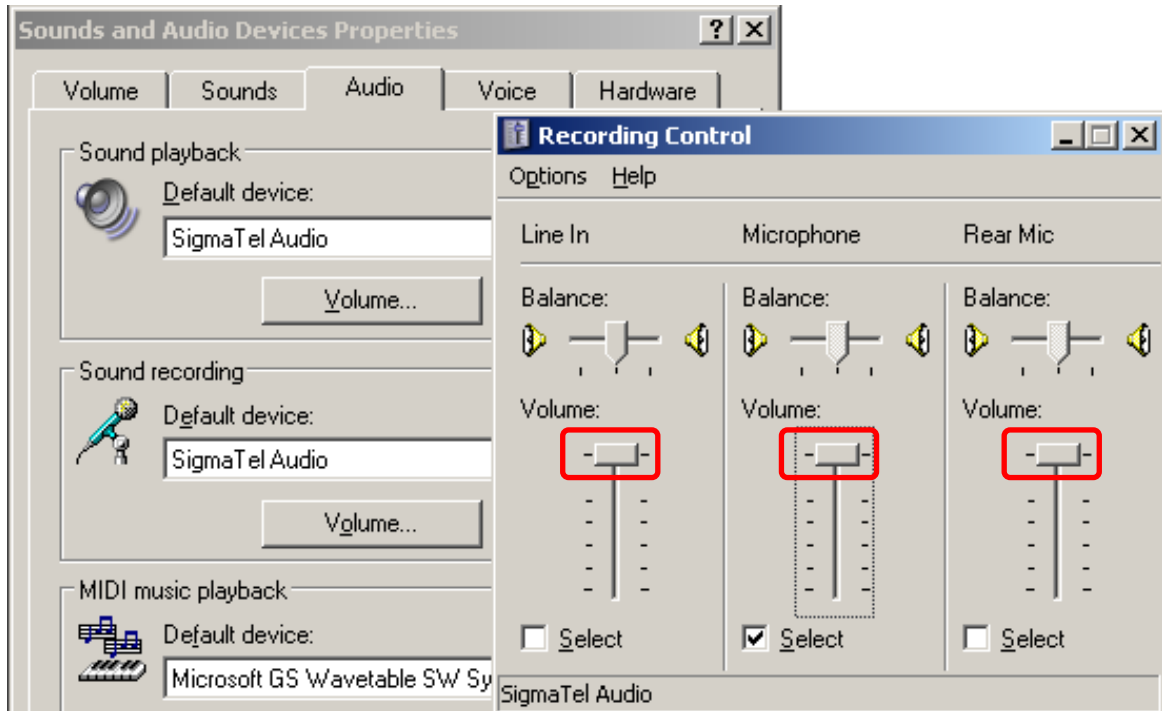 Sounds and Audio Devices Properties
Volume Sounds Audio Voice Hardware
Sound playback
Default device:
SigmaTel Audio
Volume...
Sound recording
Default device:
SigmaTel Audio
Volume...
MIDI music playback
Default device:
Microsoft GS Wavetable SW Sy
Recording Control
Options Help
Line In Microphone Rear Mic
Balance: Balance: Balance:
Volume: Volume: Volume:
Select Select Select
SigmaTel Audio